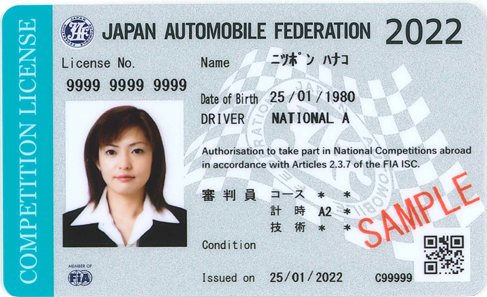 JAPAN AUTOMOBILE FEDERATION 2022
COMPETITION LICENSE
License No.
9999 9999 9999
Name ニツポン ハナコ
Date of Birth 25/01/1980
DRIVER NATIONAL A
Authorisation to take part in National Competitions abroad
in accordance with Articles 2.3.7 of the FIA ISC.
審判員 コース * *
計時 A2 *
技術 * *
SAMPLE
Condition
MEMBER OF
FIA
Issued on 25/01/2022 C99999